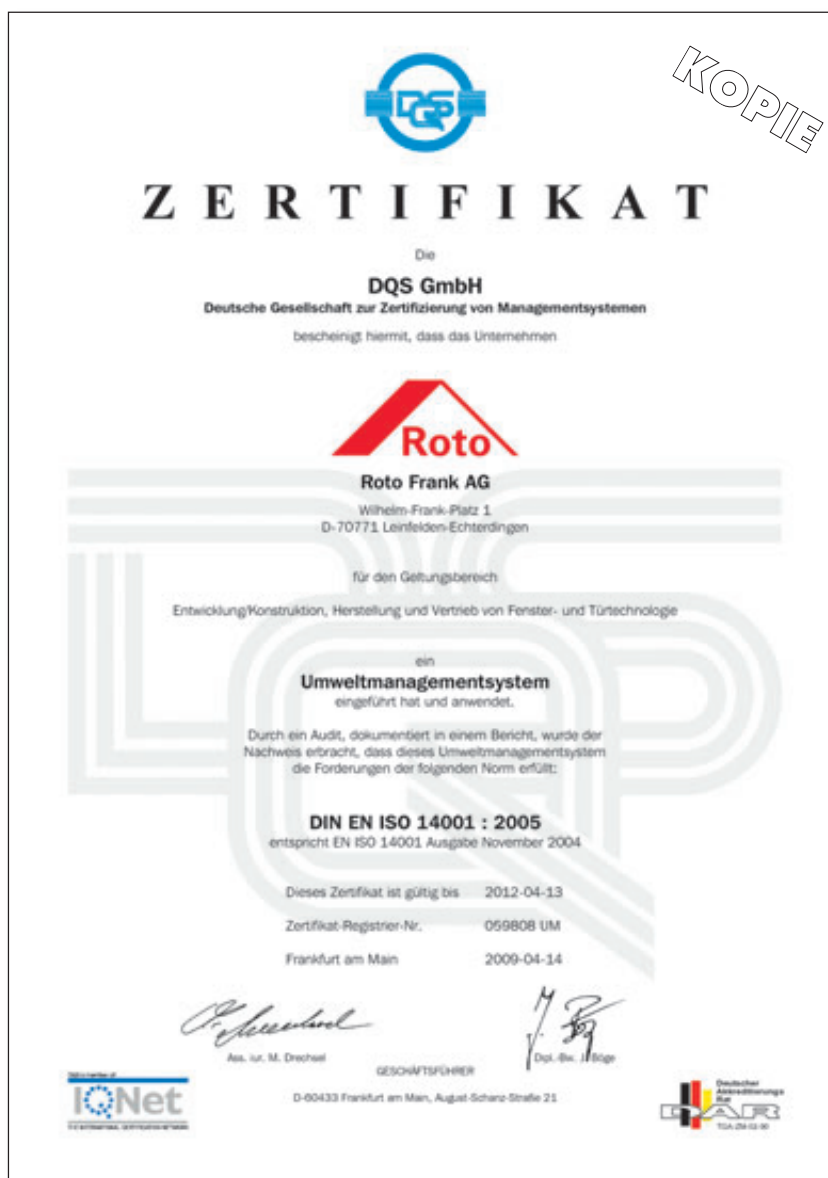 DQS
KOPIE
ZERTIFIKAT
Die
DQS GmbH
Deutsche Gesellschaft zur Zertifizierung von Managementsystemen
bescheinigt hiermit, dass das Unternehmen
Roto
Roto Frank AG
Wilhelm-Frank-Platz 1
D-70771 Leinfelden-Echterdingen
für den Geltungsbereich
Entwicklung/Konstruktion, Herstellung und Vertrieb von Fenster- und Türtechnologie
ein
Umweltmanagementsystem
eingeführt hat und anwendet.
Durch ein Audit, dokumentiert in einem Bericht, wurde der
Nachweis erbracht, dass dieses Umweltmanagementsystem
die Forderungen der folgenden Norm erfüllt:
DIN EN ISO 14001 : 2005
entspricht EN ISO 14001 Ausgabe November 2004
Dieses Zertifikat ist gültig bis 2012-04-13
Zertifikat-Registrier-Nr. 059808 UM
Frankfurt am Main 2009-04-14
Ass. iur. M. Drechsel
Dipl.-Bw. J. Böge
GESCHÄFTSFÜHRER
D-60433 Frankfurt am Main, August-Schanz-Straße 21
IQNet
THE INTERNATIONAL CERTIFICATION NETWORK
Deutscher
Akkreditierungs
Rat
DAR